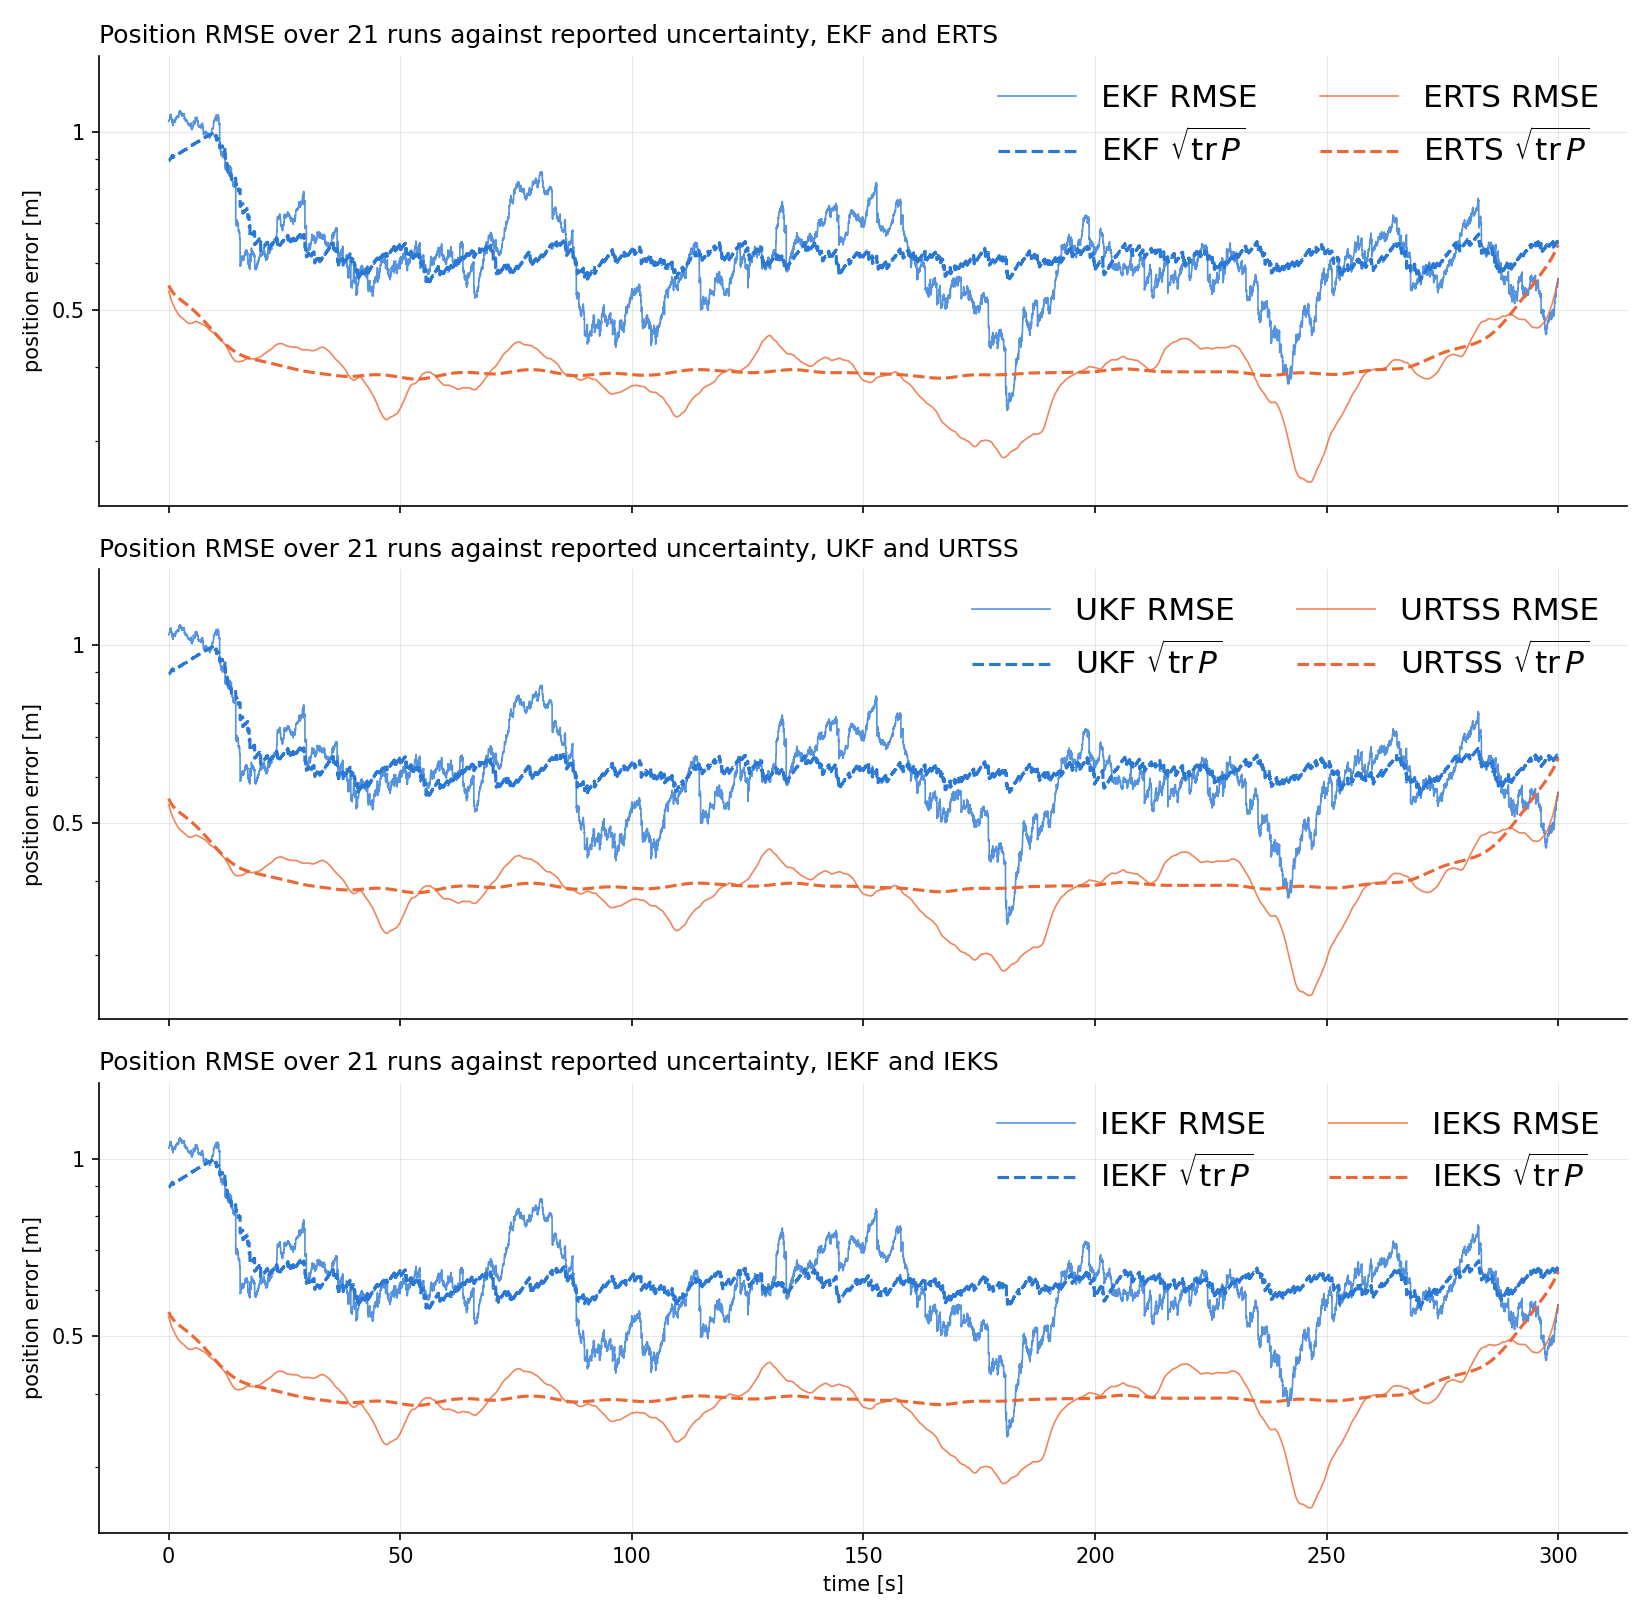 Position RMSE over 21 runs against reported uncertainty, EKF and ERTS
EKF RMSE
ERTS RMSE
EKF √tr P
ERTS √tr P
1
0.5
position error [m]
Position RMSE over 21 runs against reported uncertainty, UKF and URTSS
UKF RMSE
URTSS RMSE
UKF √tr P
URTSS √tr P
1
0.5
position error [m]
Position RMSE over 21 runs against reported uncertainty, IEKF and IEKS
IEKF RMSE
IEKS RMSE
IEKF √tr P
IEKS √tr P
1
0.5
position error [m]
0 50 100 150 200 250 300
time [s]